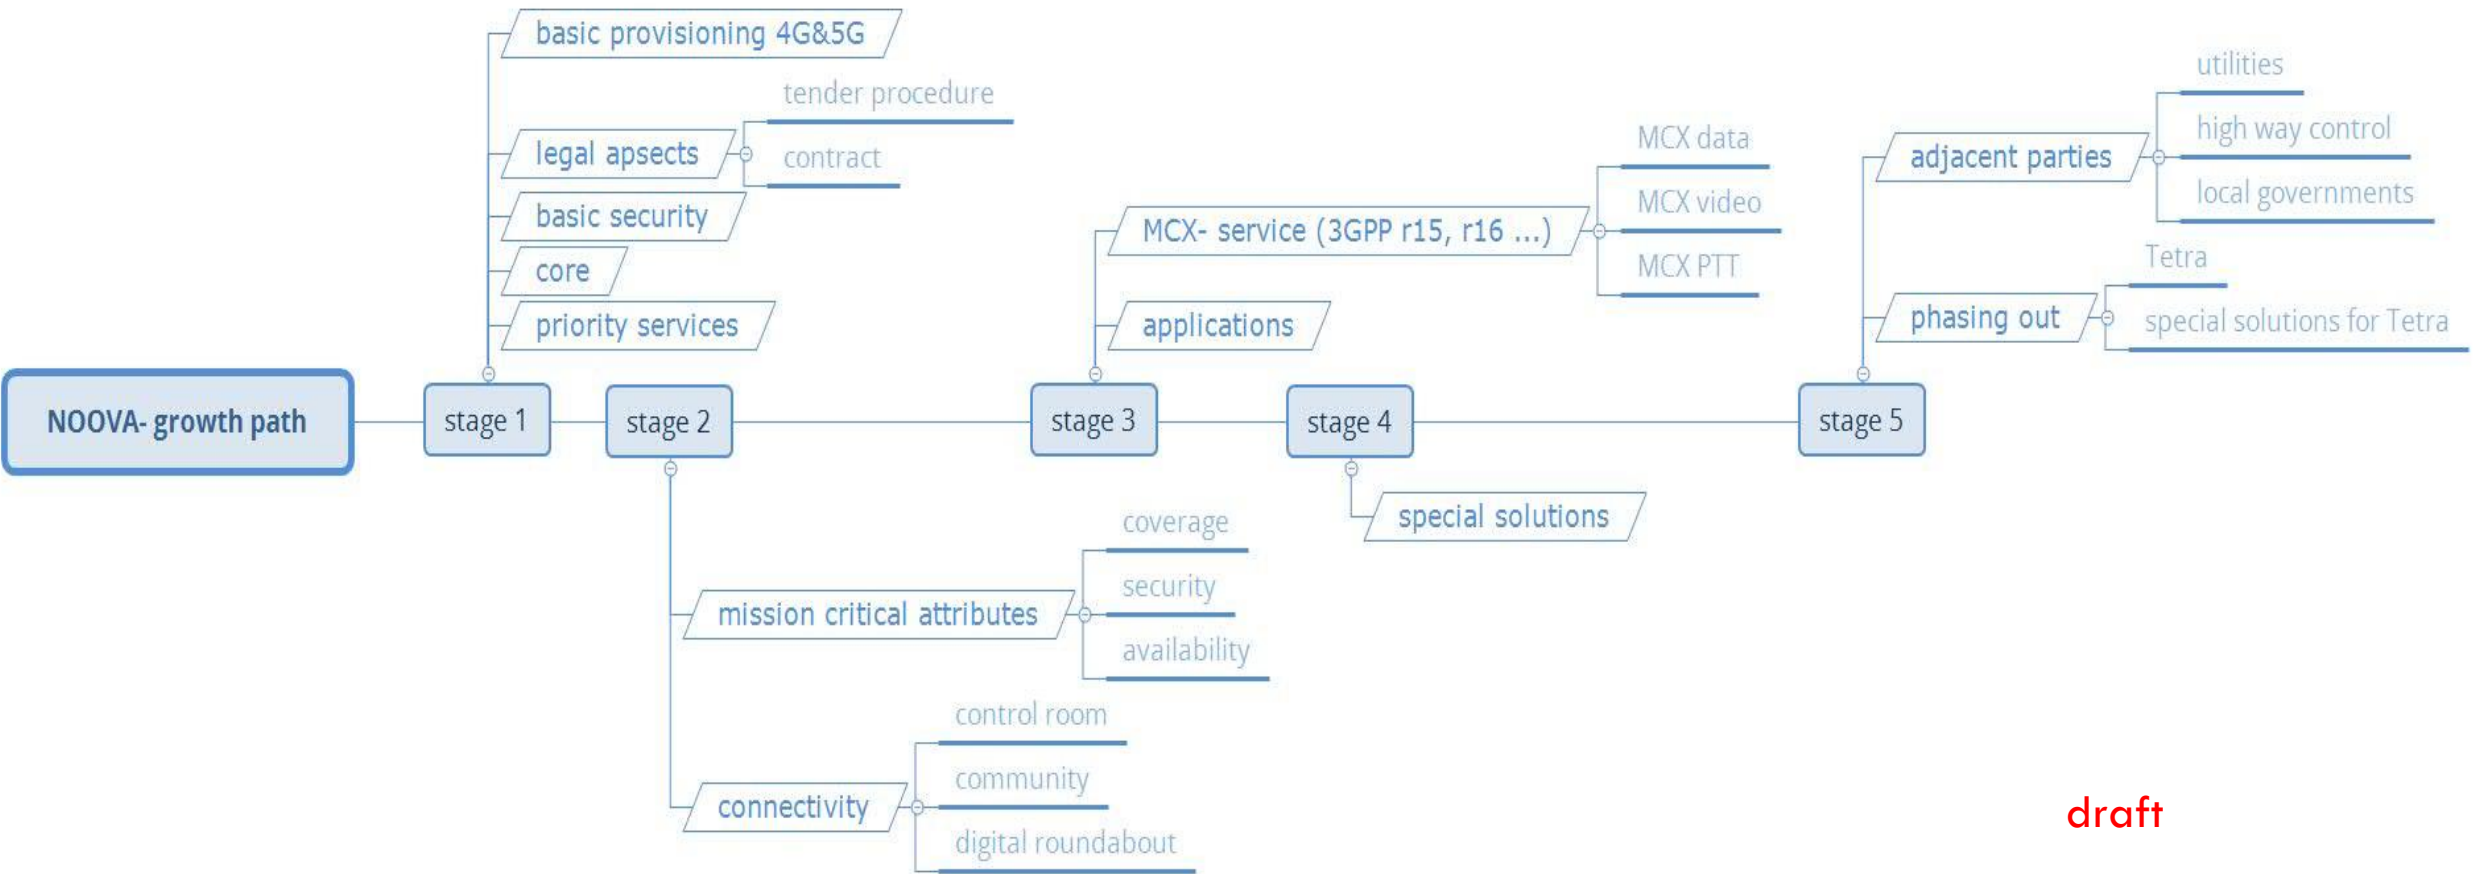 basic provisioning 4G&5G
tender procedure
legal apsects
contract
basic security
core
priority services
MCX data
MCX- service (3GPP r15, r16 ...)
MCX video
MCX PTT
applications
utilities
adjacent parties
high way control
local governments
Tetra
phasing out
special solutions for Tetra
NOOVA- growth path
stage 1
stage 2
stage 3
stage 4
stage 5
special solutions
coverage
mission critical attributes
security
availability
control room
connectivity
community
digital roundabout
draft